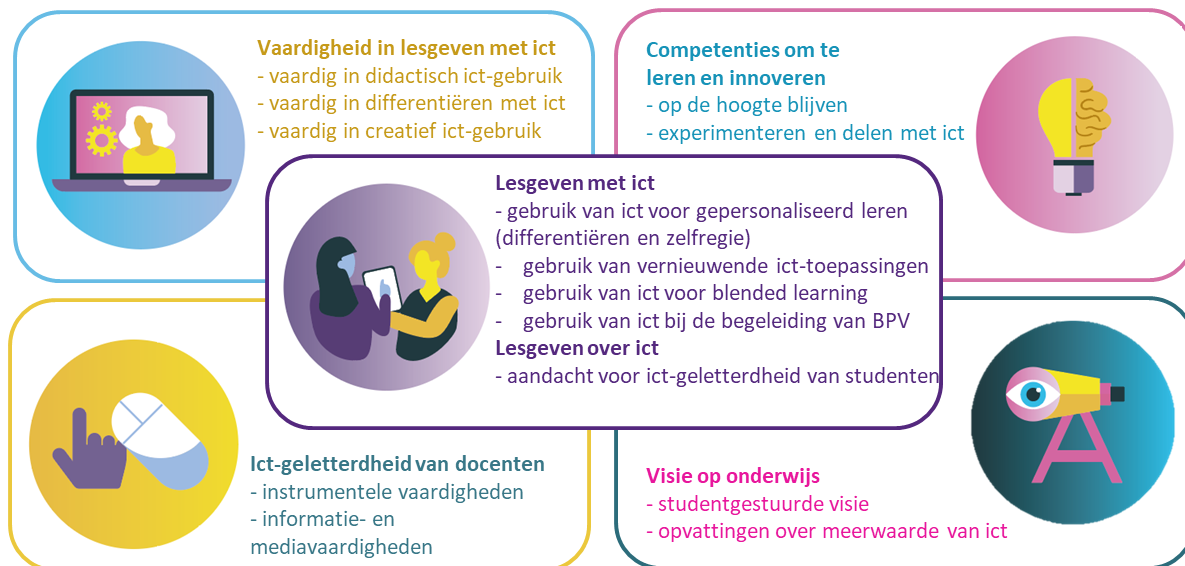 Vaardigheid in lesgeven met ict
- vaardig in didactisch ict-gebruik
- vaardig in differentiëren met ict
- vaardig in creatief ict-gebruik
Competenties om te
leren en innoveren
- op de hoogte blijven
- experimenteren en delen met ict
Lesgeven met ict
- gebruik van ict voor gepersonaliseerd leren
(differentiëren en zelfregie)
- gebruik van vernieuwende ict-toepassingen
- gebruik van ict voor blended learning
- gebruik van ict bij de begeleiding van BPV
Lesgeven over ict
- aandacht voor ict-geletterdheid van studenten
Ict-geletterdheid van docenten
- instrumentele vaardigheden
- informatie- en
mediavaardigheden
Visie op onderwijs
- studentgestuurde visie
- opvattingen over meerwaarde van ict